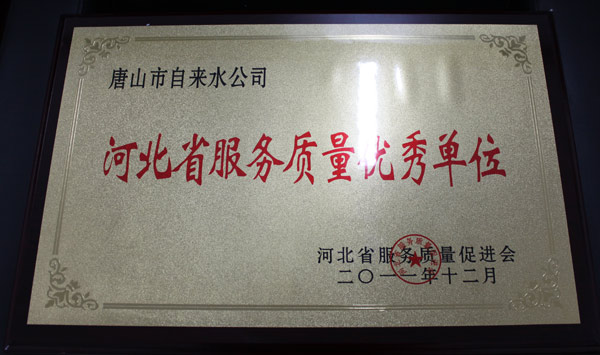 唐山市自来水公司
河北省服务质量优秀单位
河北省服务质量促进会
二〇一一年十二月